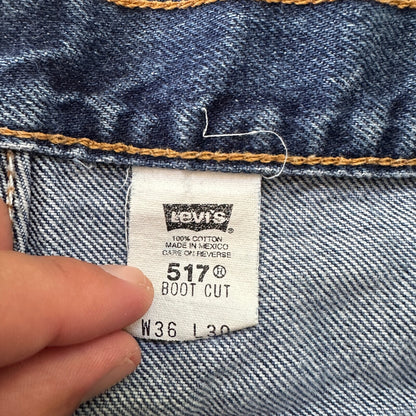 Levi's
100% COTTON
MADE IN MEXICO
CARE ON REVERSE
517®
BOOT CUT
W36 L30